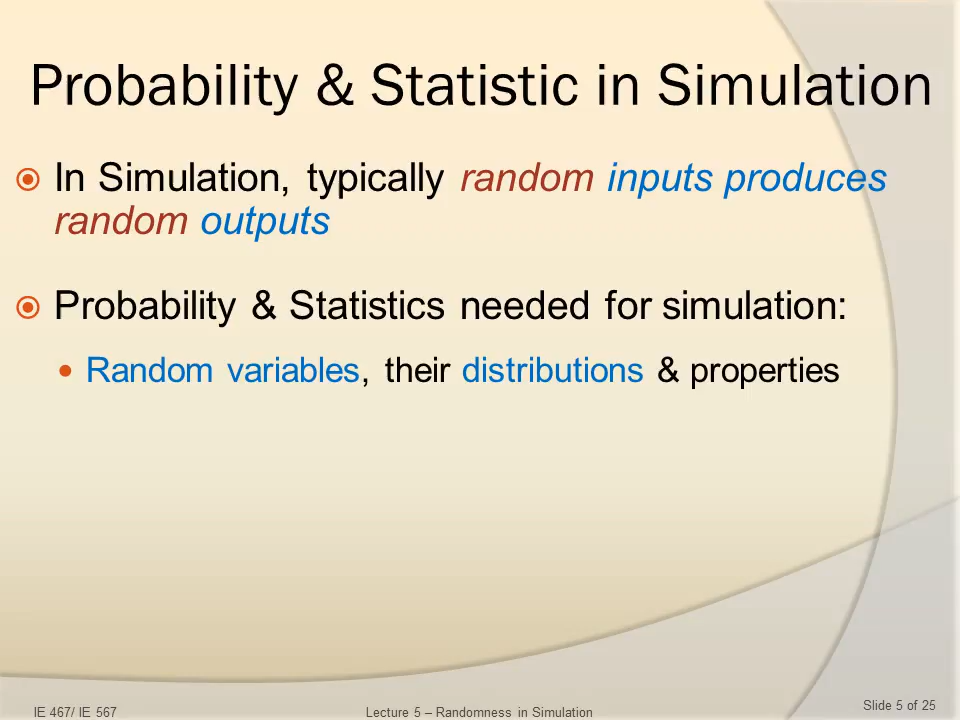 Probability & Statistic in Simulation
In Simulation, typically random inputs produces
random outputs
Probability & Statistics needed for simulation:
Random variables, their distributions & properties
IE 467/ IE 567
Lecture 5 – Randomness in Simulation
Slide 5 of 25